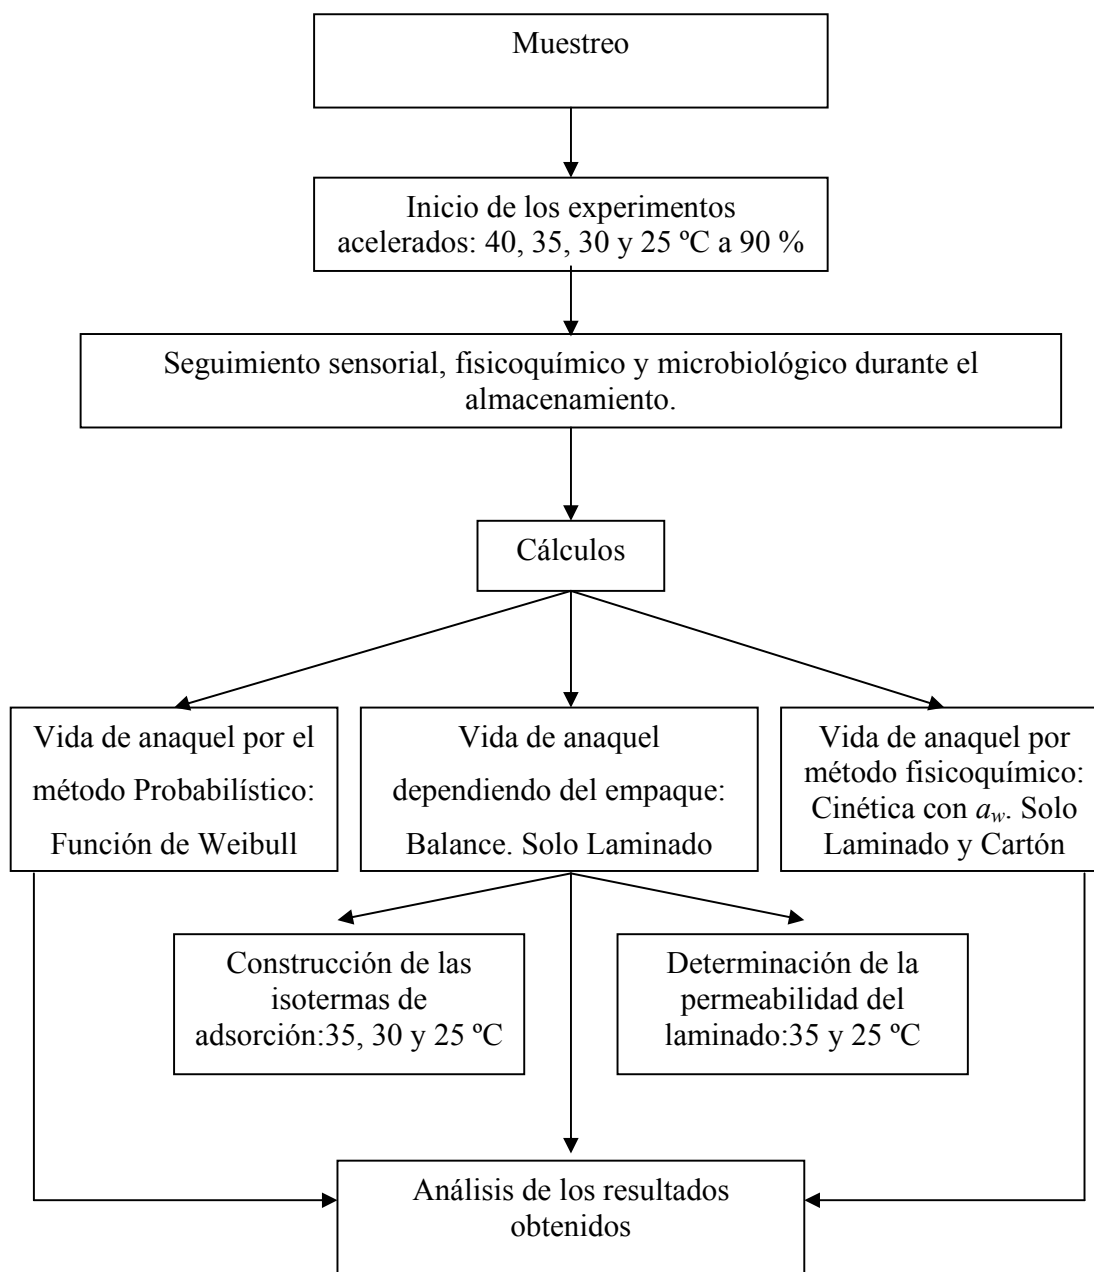 Muestreo
Inicio de los experimentos
acelerados: 40, 35, 30 y 25 ºC a 90 %
Seguimiento sensorial, fisicoquímico y microbiológico durante el
almacenamiento.
Cálculos
Vida de anaquel por el
método Probabilístico:
Función de Weibull
Vida de anaquel
dependiendo del empaque:
Balance. Solo Laminado
Vida de anaquel por
método fisicoquímico:
Cinética con aw. Solo
Laminado y Cartón
Construcción de las
isotermas de
adsorción:35, 30 y 25 ºC
Determinación de la
permeabilidad del
laminado:35 y 25 ºC
Análisis de los resultados
obtenidos